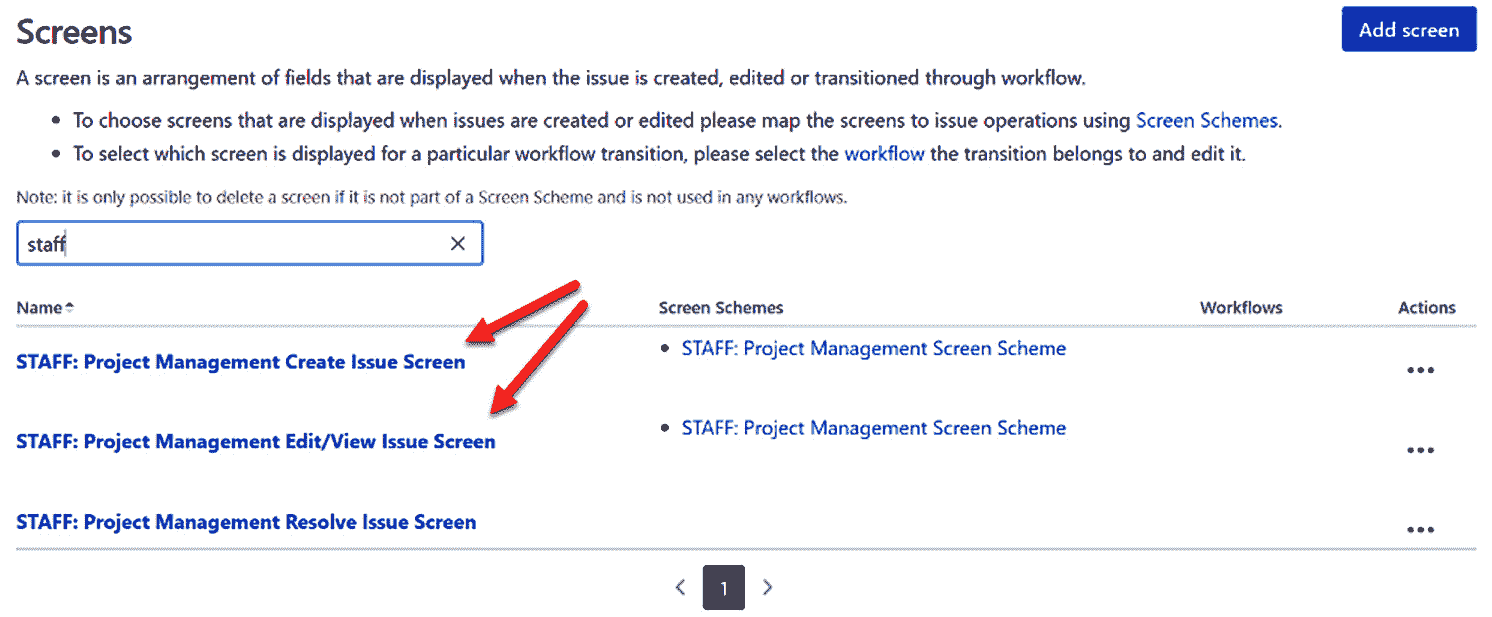 Screens
Add screen
A screen is an arrangement of fields that are displayed when the issue is created, edited or transitioned through workflow.
• To choose screens that are displayed when issues are created or edited please map the screens to issue operations using Screen Schemes.
• To select which screen is displayed for a particular workflow transition, please select the workflow the transition belongs to and edit it.
Note: it is only possible to delete a screen if it is not part of a Screen Scheme and is not used in any workflows.
staff
Name Screen Schemes Workflows Actions
STAFF: Project Management Create Issue Screen • STAFF: Project Management Screen Scheme
STAFF: Project Management Edit/View Issue Screen • STAFF: Project Management Screen Scheme
STAFF: Project Management Resolve Issue Screen
1